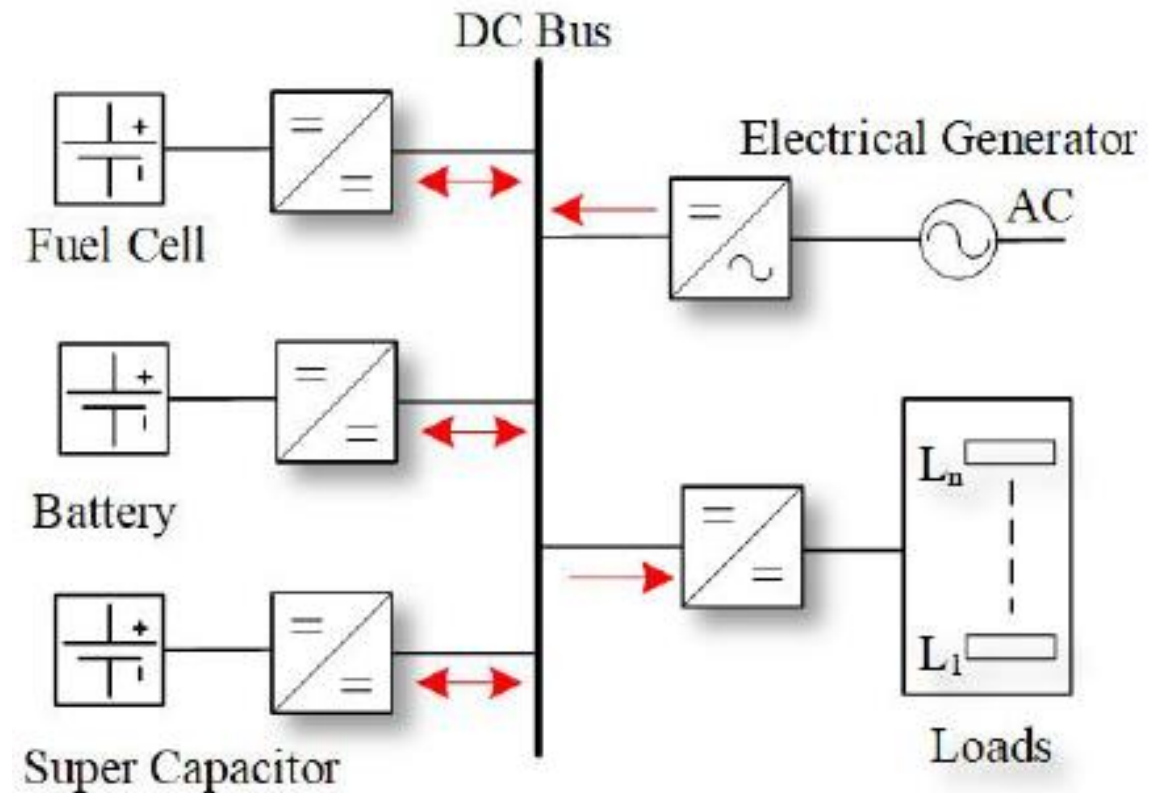 DC Bus
Electrical Generator
AC
Fuel Cell
Battery
Super Capacitor
Lₙ
L₁
Loads